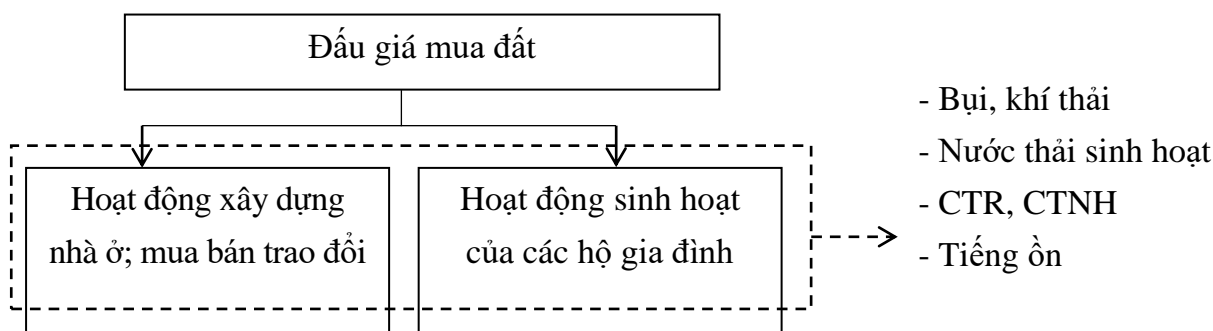 Đấu giá mua đất
Hoạt động xây dựng
nhà ở; mua bán trao đổi
Hoạt động sinh hoạt
của các hộ gia đình
- Bụi, khí thải
- Nước thải sinh hoạt
- CTR, CTNH
- Tiếng ồn